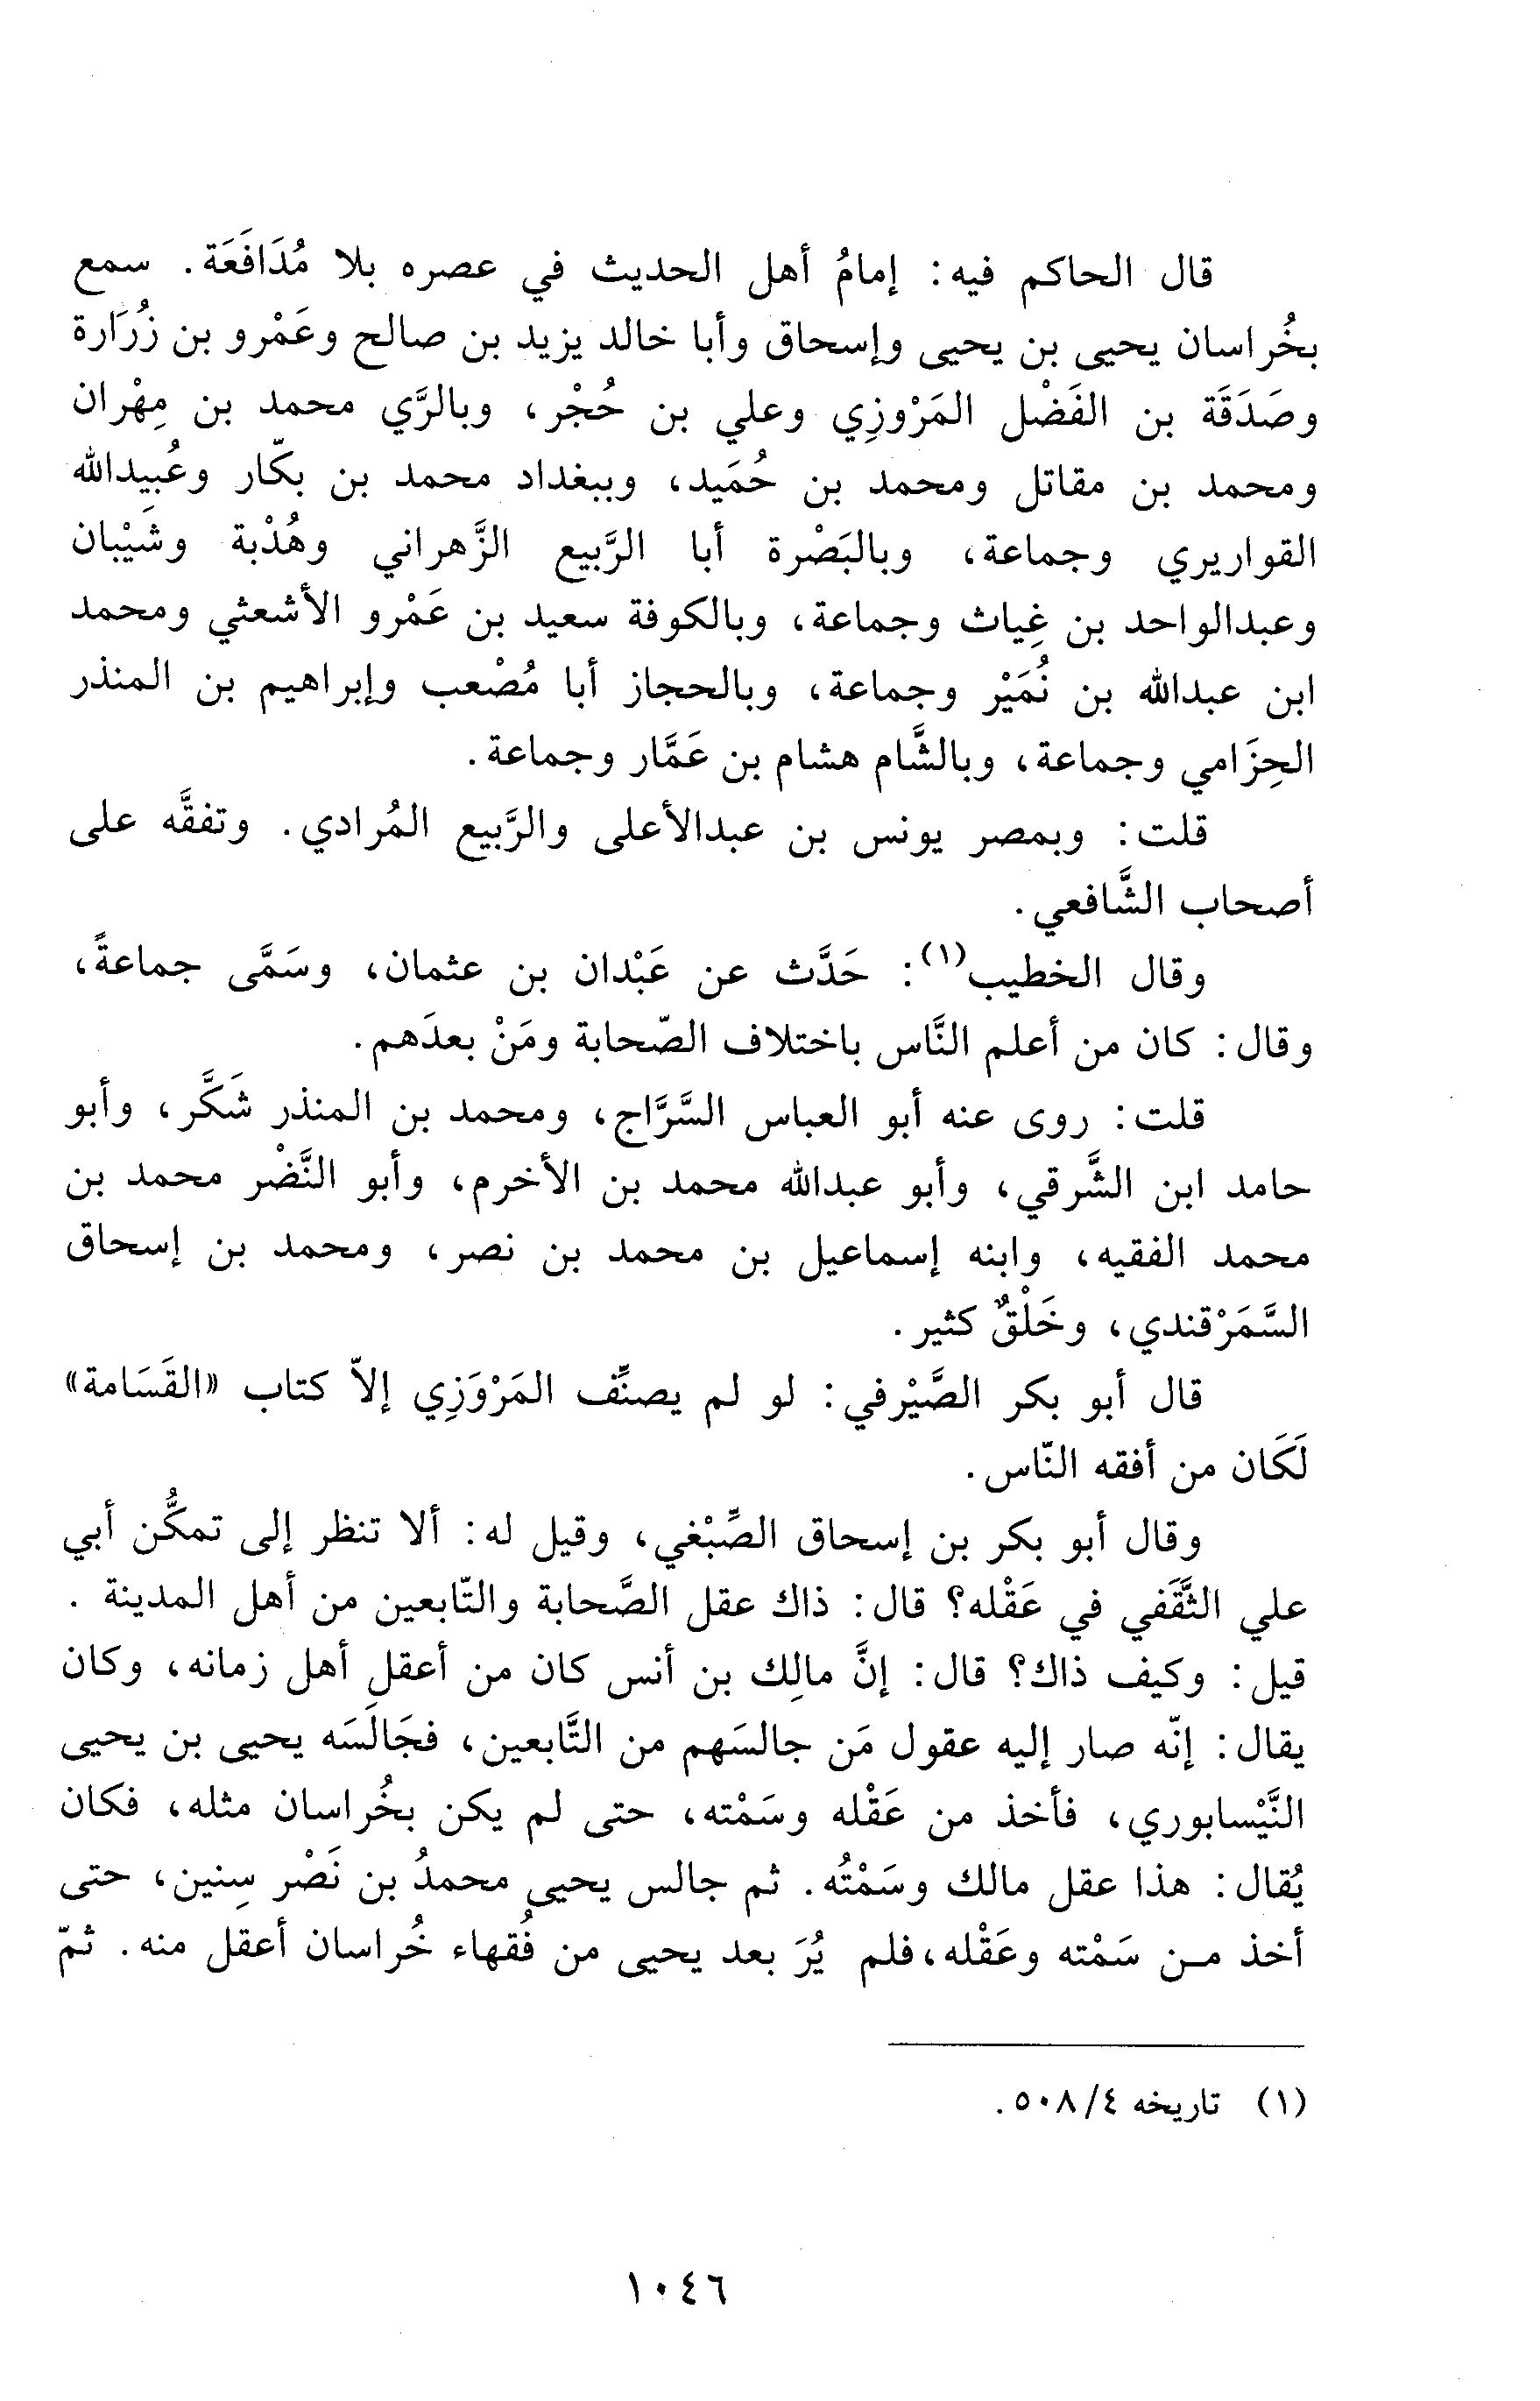 قال الحاكم فيه: إمامُ أهل الحديث في عصره بلا مُدَافَعَة. سمع
بخُراسان يحيى بن يحيى وإسحاق وأبا خالد يزيد بن صالح وعَمْرو بن زُرَارة
وصَدَقَة بن الفَضْل المَرْوزِي وعلي بن حُجْر، وبالرَّي محمد بن مِهْران
ومحمد بن مقاتل ومحمد بن حُمَيد، وببغداد محمد بن بكّار وعُبيِدالله
القواريري وجماعة، وبالبَصْرة أبا الرَّبيع الزَّهراني وهُدْبة وشَيْبان
وعبدالواحد بن غِياث وجماعة، وبالكوفة سعيد بن عَمْرو الأشعثي ومحمد
ابن عبدالله بن نُمَيْر وجماعة، وبالحجاز أبا مُصْعب وإبراهيم بن المنذر
الحِزَامي وجماعة، وبالشَّام هشام بن عَمَّار وجماعة.
قلت: وبمصر يونس بن عبدالأعلى والرَّبيع المُرادي. وتفقَّه على
أصحاب الشَّافعي.
وقال الخطيب(١): حَدَّث عن عَبْدان بن عثمان، وسَمَّى جماعةً،
وقال: كان من أعلم النَّاس باختلاف الصّحابة ومَنْ بعدَهم.
قلت: روى عنه أبو العباس السَّرَّاج، ومحمد بن المنذر شَكَّر، وأبو
حامد ابن الشَّرقي، وأبو عبدالله محمد بن الأخرم، وأبو النَّضْر محمد بن
محمد الفقيه، وابنه إسماعيل بن محمد بن نصر، ومحمد بن إسحاق
السَّمَرْقندي، وخَلْقٌ كثير.
قال أبو بكر الصَّيْرفي: لو لم يصنِّف المَرْوَزِي إلاّ كتاب «القَسَامة»
لَكَان من أفقه النّاس.
وقال أبو بكر بن إسحاق الصِّبْغي، وقيل له: ألا تنظر إلى تمكُّن أبي
علي الثَّقَفي في عَقْله؟ قال: ذاك عقل الصَّحابة والتّابعين من أهل المدينة.
قيل: وكيف ذاك؟ قال: إنَّ مالِك بن أنس كان من أعقل أهل زمانه، وكان
يقال: إنّه صار إليه عقول مَن جالسَهم من التَّابعين، فجَالَسَه يحيى بن يحيى
النَّيْسابوري، فأخذ من عَقْله وسَمْته، حتى لم يكن بخُراسان مثله، فكان
يُقال: هذا عقل مالك وسَمْتُه. ثم جالس يحيى محمدُ بن نَصْر سِنين، حتى
أخذ من سَمْته وعَقْله، فلم يُرَ بعد يحيى من فُقهاء خُراسان أعقل منه. ثمّ
(١) تاريخه ٤/ ٥٠٨.
١٠٤٦